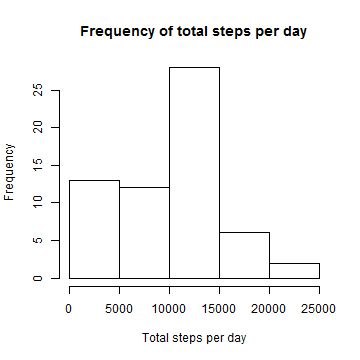 Frequency of total steps per day
Frequency
25
20
15
10
5
0
0 5000 10000 15000 20000 25000
Total steps per day